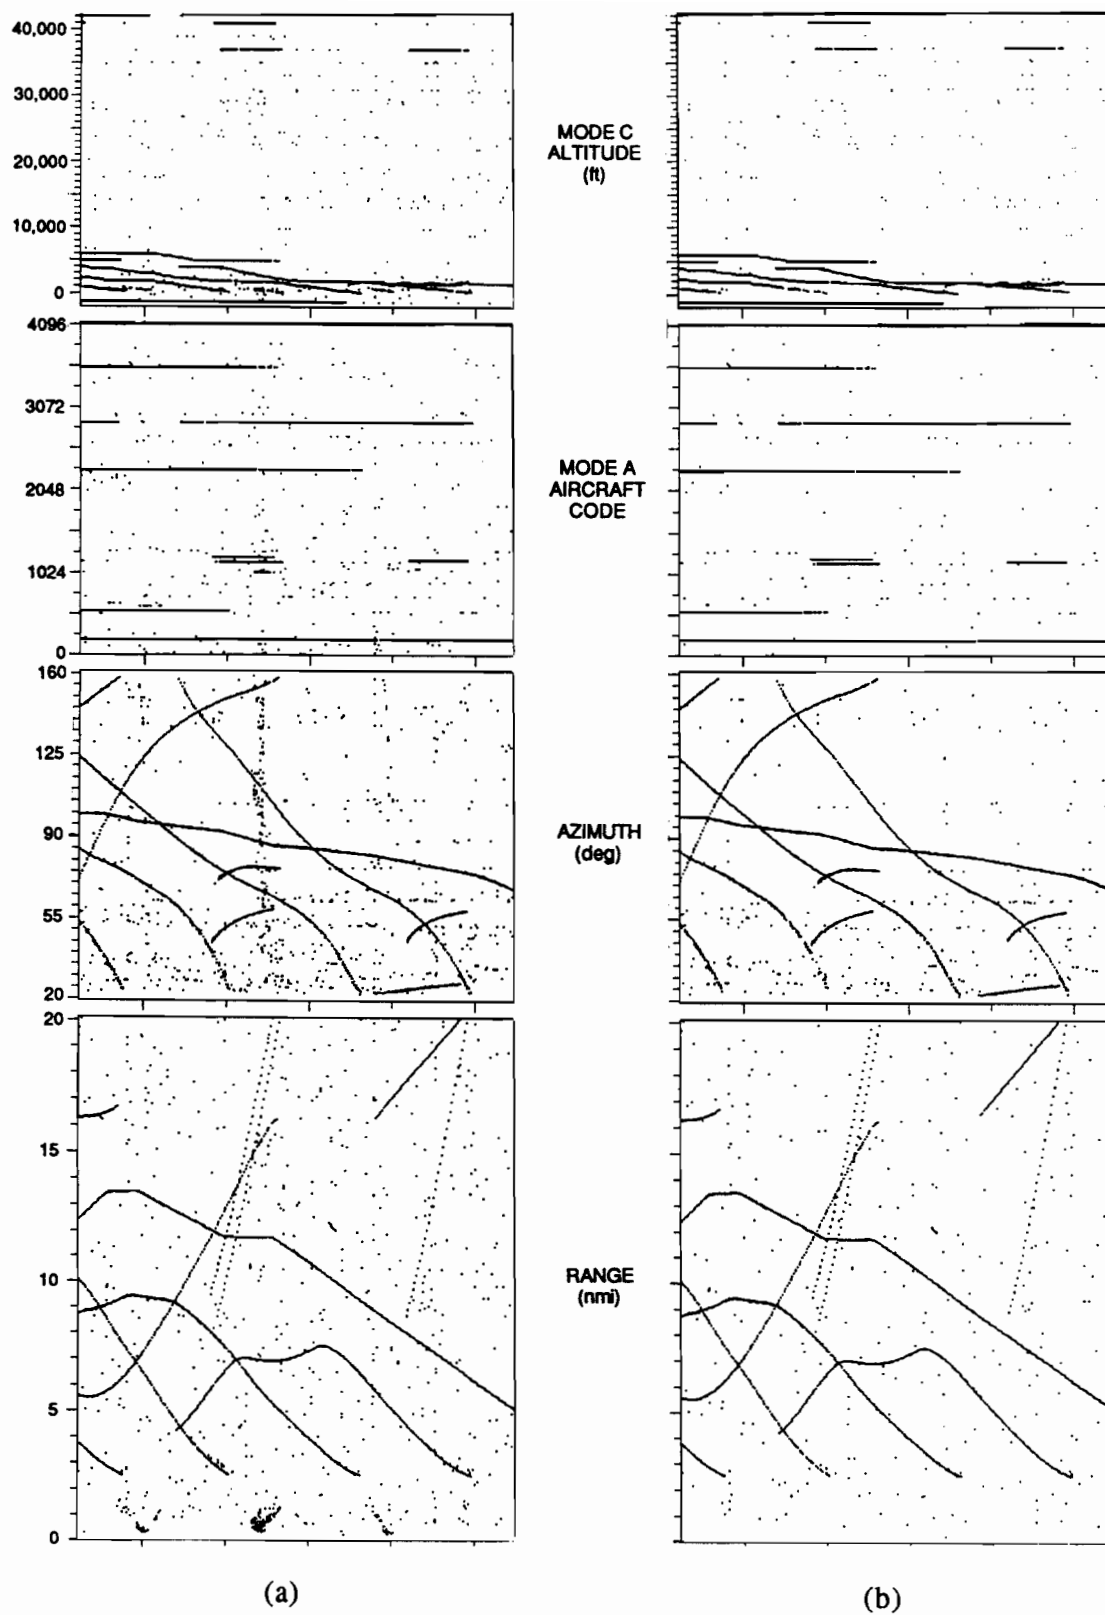 40,000
30,000
20,000
10,000
0
MODE C
ALTITUDE
(ft)
4096
3072
2048
1024
0
MODE A
AIRCRAFT
CODE
160
125
90
55
20
AZIMUTH
(deg)
20
15
10
5
0
RANGE
(nmi)
(a)
(b)